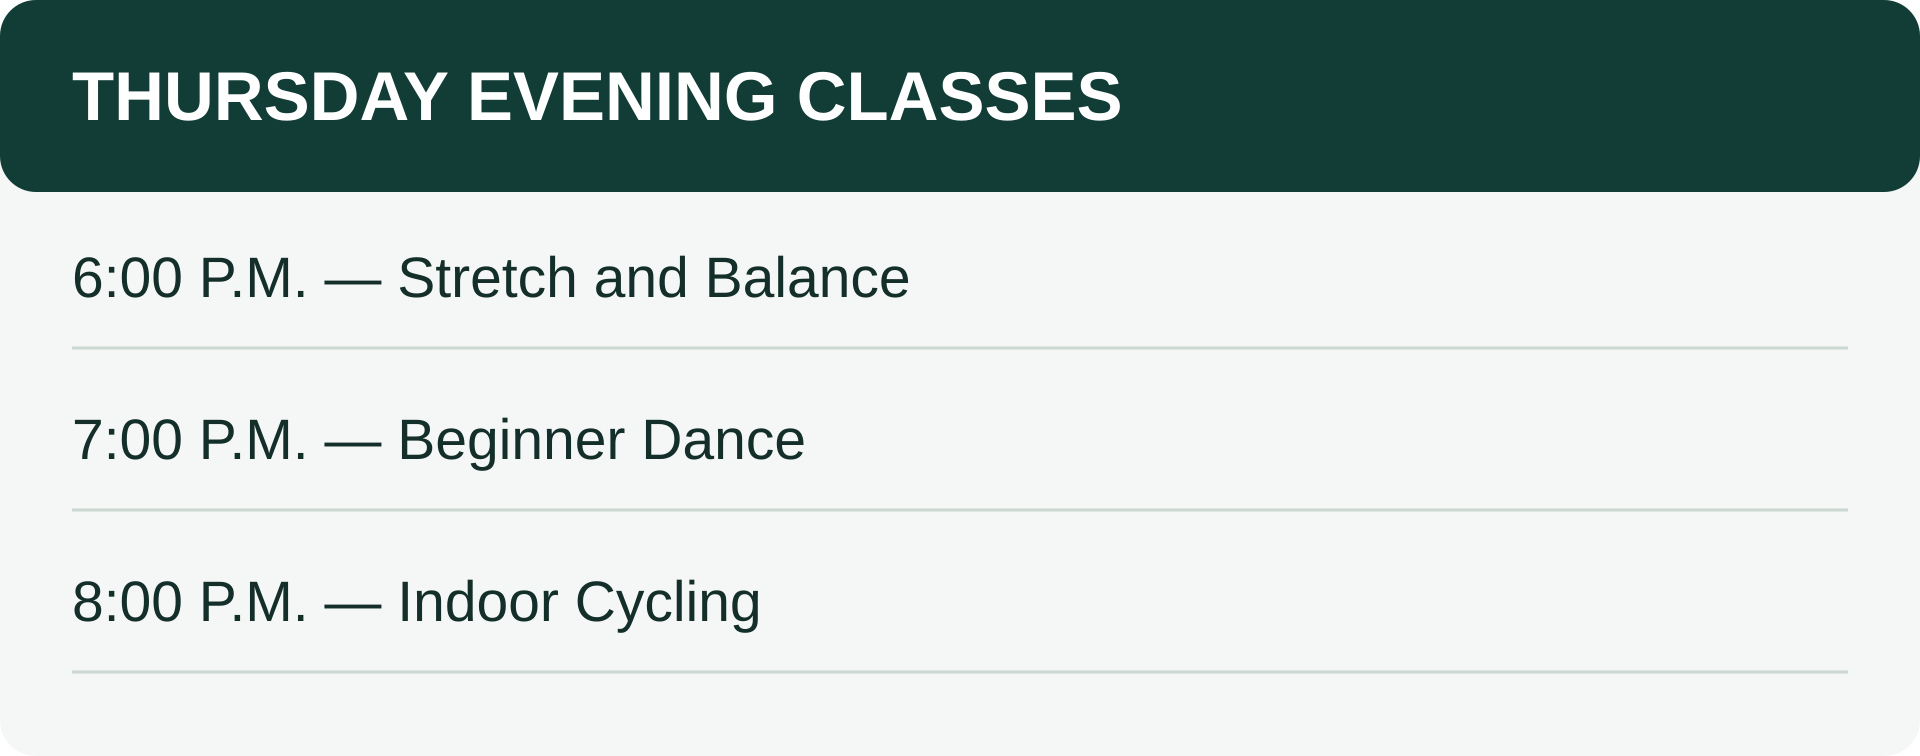 THURSDAY EVENING CLASSES
6:00 P.M. — Stretch and Balance
7:00 P.M. — Beginner Dance
8:00 P.M. — Indoor Cycling